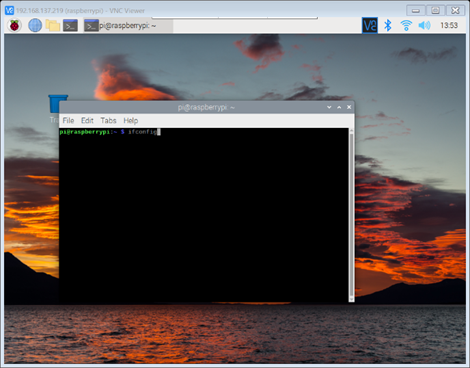 192.168.137.219 (raspberrypi) - VNC Viewer
pi@raspberrypi: ~
13:53
pi@raspberrypi: ~
File Edit Tabs Help
pi@raspberrypi:~ $ ifconfig